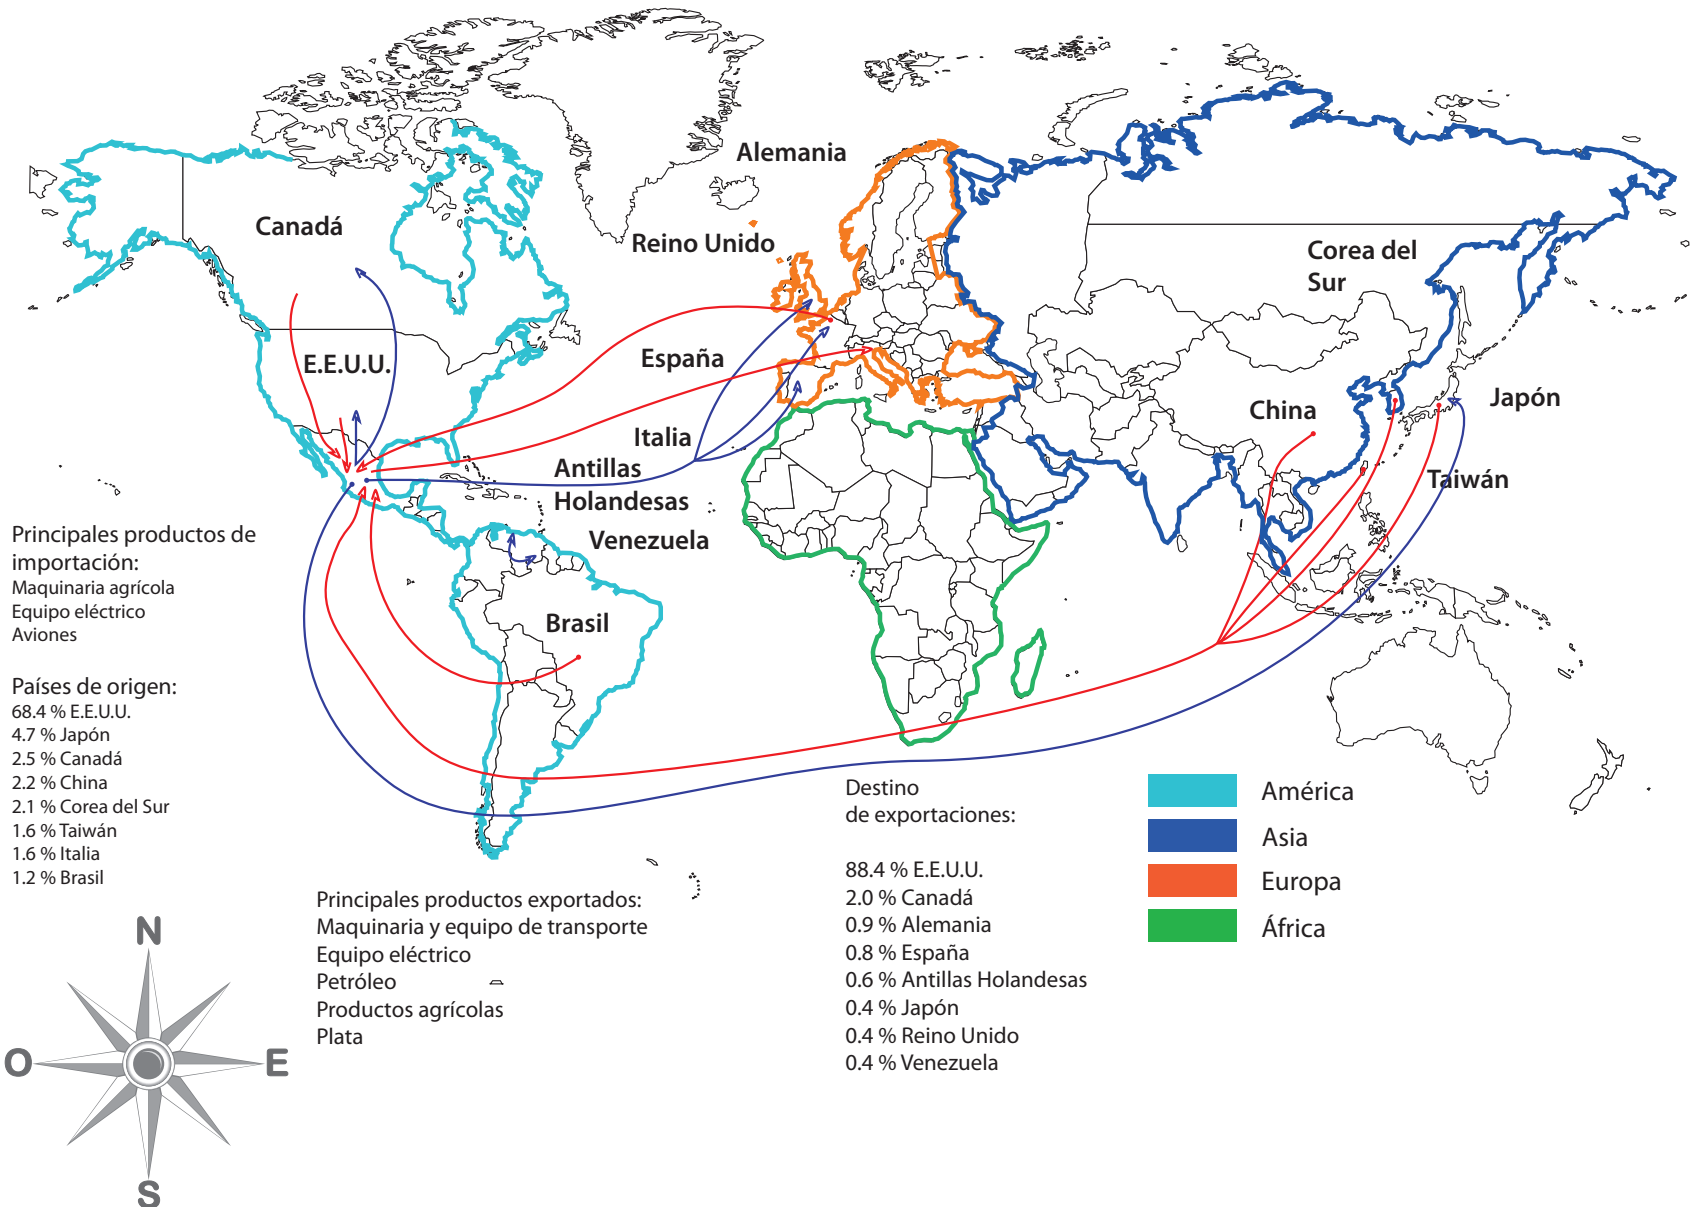 Alemania
Canadá
Reino Unido
Corea del
Sur
E.E.U.U.
España
China
Japón
Italia
Antillas
Holandesas
Taiwán
Venezuela
Brasil
Principales productos de
importación:
Maquinaria agrícola
Equipo eléctrico
Aviones
Países de origen:
68.4 % E.E.U.U.
4.7 % Japón
2.5 % Canadá
2.2 % China
2.1 % Corea del Sur
1.6 % Taiwán
1.6 % Italia
1.2 % Brasil
Principales productos exportados:
Maquinaria y equipo de transporte
Equipo eléctrico
Petróleo
Productos agrícolas
Plata
Destino
de exportaciones:
88.4 % E.E.U.U.
2.0 % Canadá
0.9 % Alemania
0.8 % España
0.6 % Antillas Holandesas
0.4 % Japón
0.4 % Reino Unido
0.4 % Venezuela
América
Asia
Europa
África
N
O
E
S